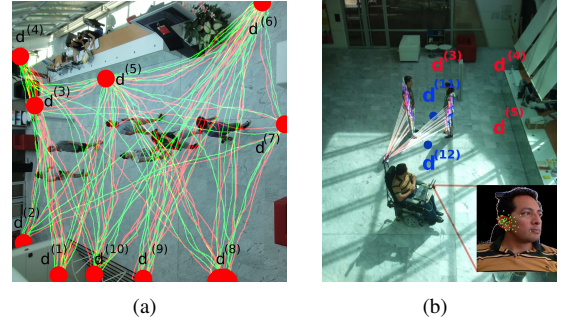 d(4)
d(6)
d(5)
d(3)
d(7)
d(2)
d(1)
d(10)
d(9)
d(8)
(a)
d(3)
d(4)
d(11)
d(5)
d(12)
(b)